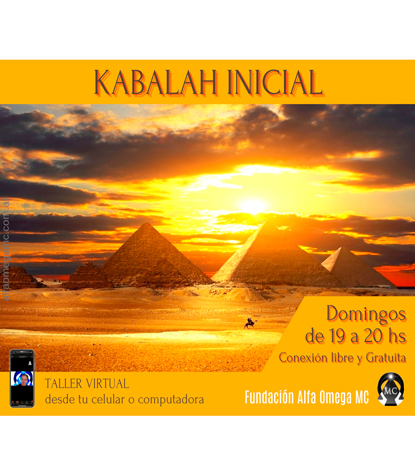 KABALAH INICIAL
Domingos
de 19 a 20 hs
Conexión libre y Gratuita
TALLER VIRTUAL
desde tu celular o computadora
Fundación Alfa Omega MC
MC